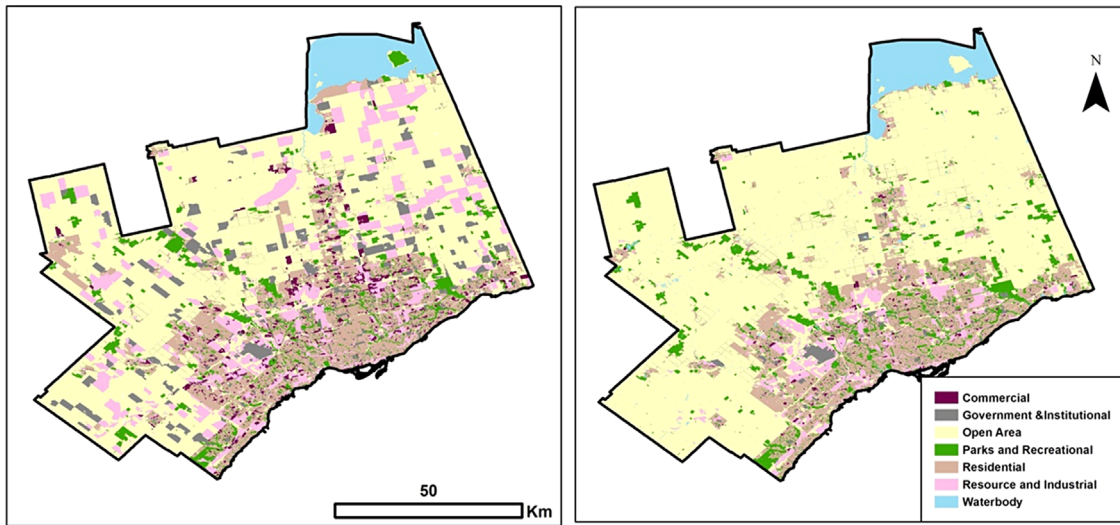 N
50
Km
Commercial
Government &Institutional
Open Area
Parks and Recreational
Residential
Resource and Industrial
Waterbody